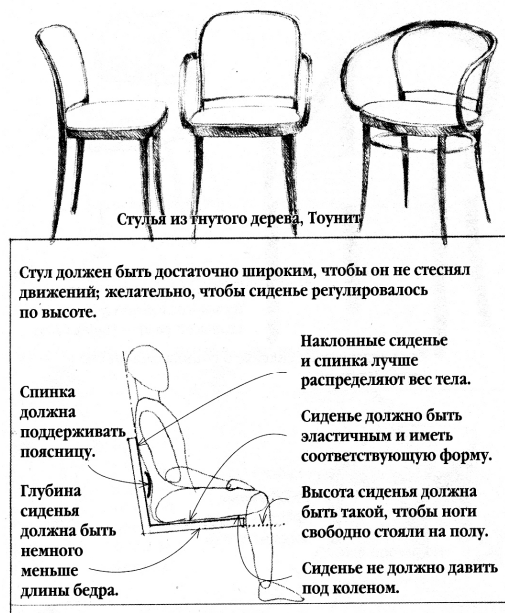 Стулья из гнутого дерева, Тоунит
Стул должен быть достаточно широким, чтобы он не стеснял
движений; желательно, чтобы сиденье регулировалось
по высоте.
Наклонные сиденье
и спинка лучше
распределяют вес тела.
Спинка
должна
поддерживать
поясницу.
Сиденье должно быть
эластичным и иметь
соответствующую форму.
Глубина
сиденья
должна быть
немного
меньше
длины бедра.
Высота сиденья должна
быть такой, чтобы ноги
свободно стояли на полу.
Сиденье не должно давить
под коленом.